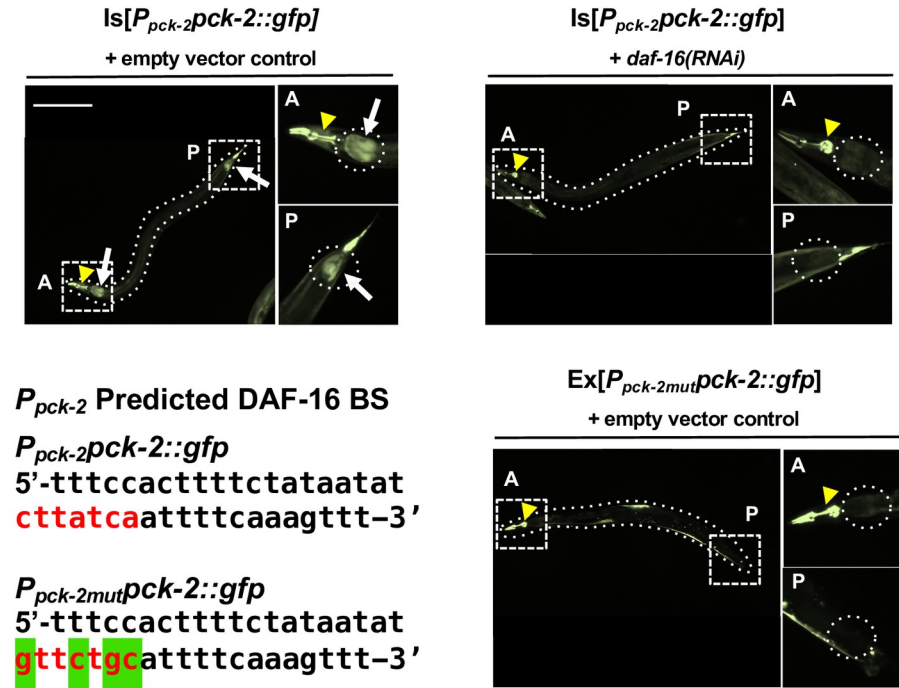 Is[Ppck-2pck-2::gfp]
+ empty vector control
A
P
A
P
Is[Ppck-2pck-2::gfp]
+ daf-16(RNAi)
A
P
A
P
Ppck-2 Predicted DAF-16 BS
Ppck-2pck-2::gfp
5’-tttccacttttctataatat
cttatcaattttcaaagttt–3’
Ppck-2mutpck-2::gfp
5’-tttccacttttctataatat
gttctgcattttcaaagttt–3’
Ex[Ppck-2mutpck-2::gfp]
+ empty vector control
A
P
A
P